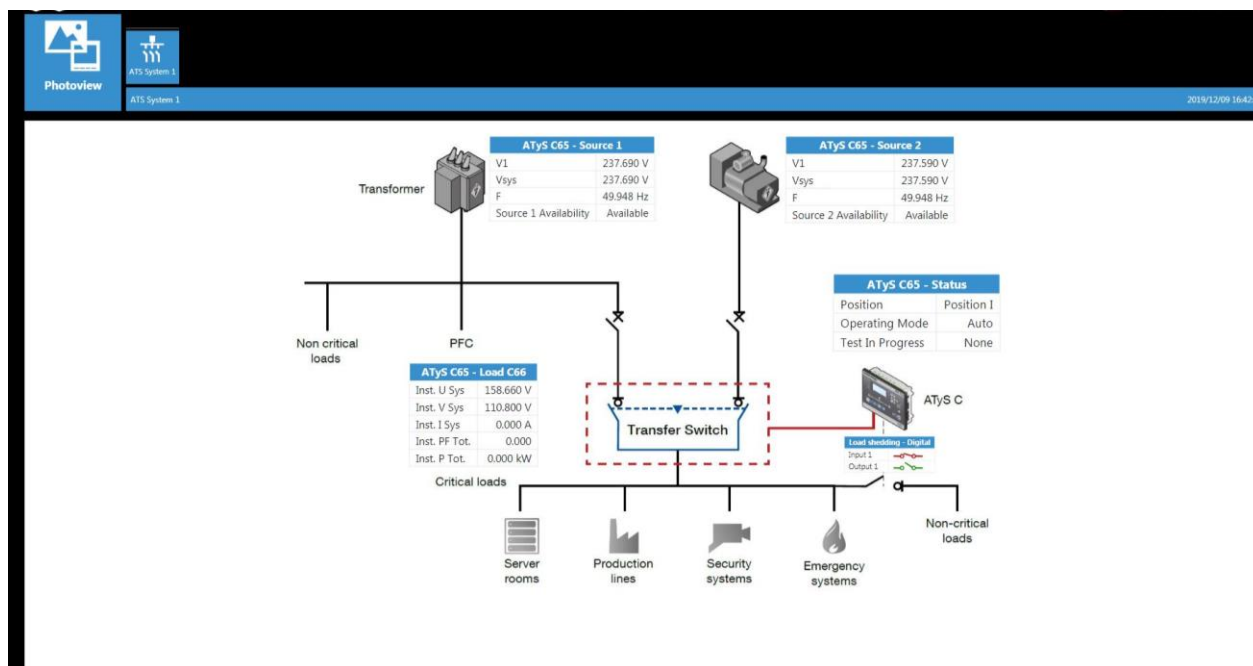 Photoview
ATS System 1
ATS System 1
2019/12/09 16:42:
Transformer
ATyS C65 - Source 1
V1 237.690 V
Vsys 237.690 V
F 49.948 Hz
Source 1 Availability Available
ATyS C65 - Source 2
V1 237.590 V
Vsys 237.590 V
F 49.948 Hz
Source 2 Availability Available
ATyS C65 - Status
Position Position I
Operating Mode Auto
Test In Progress None
Non critical
loads
PFC
ATyS C65 - Load C66
Inst. U Sys 158.660 V
Inst. V Sys 110.800 V
Inst. I Sys 0.000 A
Inst. PF Tot. 0.000
Inst. P Tot. 0.000 kW
Critical loads
Transfer Switch
ATyS C
Load shedding - Digital
Input 1
Output 1
Server
rooms
Production
lines
Security
systems
Emergency
systems
Non-critical
loads